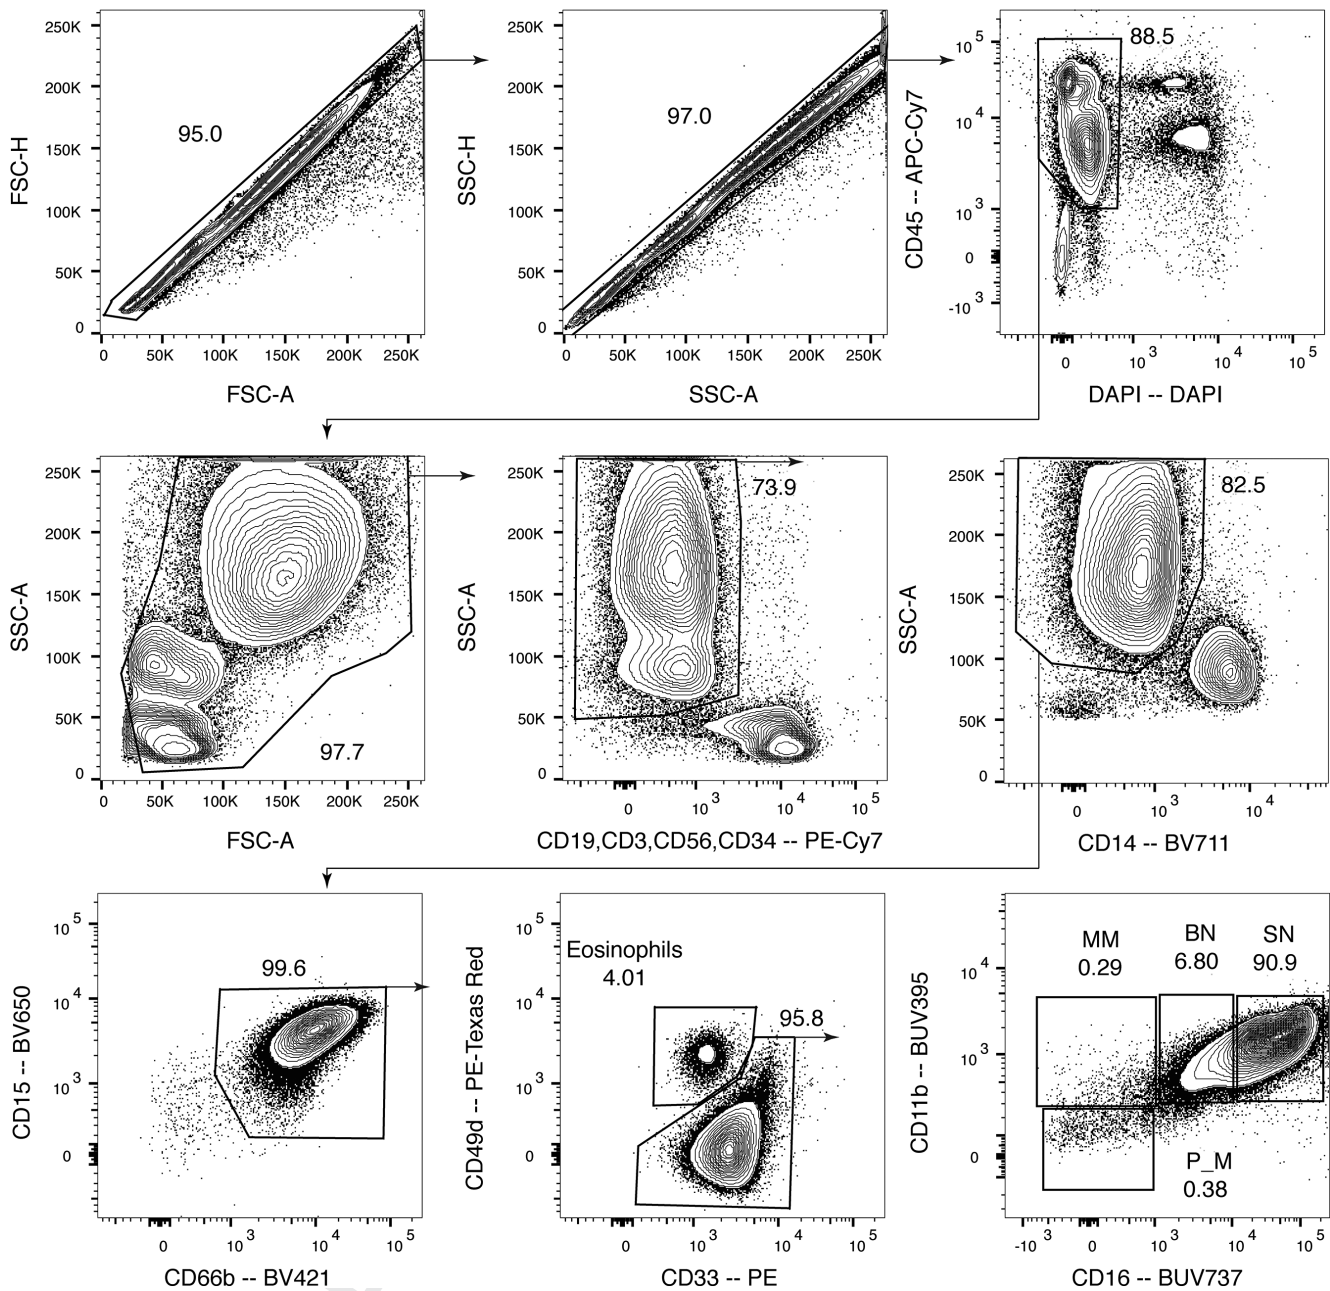 250K
200K
150K
100K
50K
0
FSC-H
95.0
0 50K 100K 150K 200K 250K
FSC-A
250K
200K
150K
100K
50K
0
SSC-H
97.0
0 50K 100K 150K 200K 250K
SSC-A
10 5
10 4
10 3
0
-10 3
CD45 -- APC-Cy7
88.5
0 10 3 10 4 10 5
DAPI -- DAPI
250K
200K
150K
100K
50K
0
SSC-A
97.7
0 50K 100K 150K 200K 250K
FSC-A
250K
200K
150K
100K
50K
0
SSC-A
73.9
0 10 3 10 4 10 5
CD19,CD3,CD56,CD34 -- PE-Cy7
250K
200K
150K
100K
50K
0
SSC-A
82.5
0 10 3 10 4
CD14 -- BV711
10 5
10 4
10 3
0
CD15 -- BV650
99.6
0 10 3 10 4 10 5
CD66b -- BV421
10 5
10 4
10 3
0
CD49d -- PE-Texas Red
Eosinophils
4.01
95.8
0 10 3 10 4 10 5
CD33 -- PE
10 4
10 3
0
CD11b -- BUV395
MM
0.29
BN
6.80
SN
90.9
P_M
0.38
-10 3 0 10 3 10 4 10 5
CD16 -- BUV737